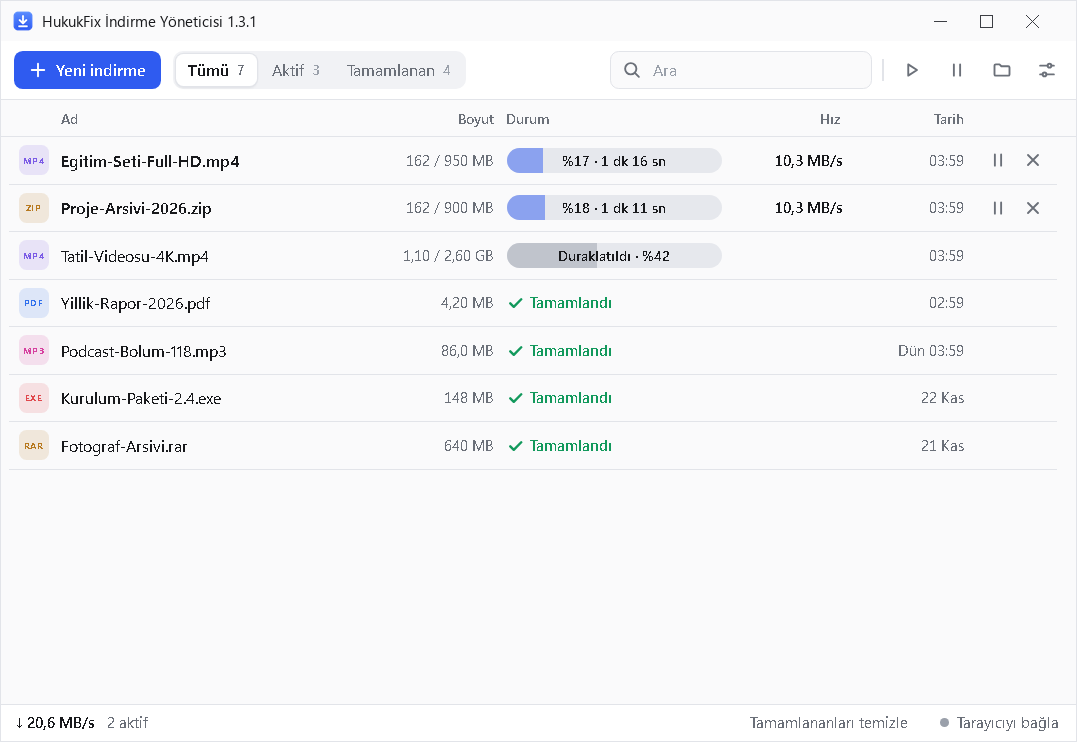 HukukFix İndirme Yöneticisi 1.3.1
Yeni indirme Tümü 7 Aktif 3 Tamamlanan 4 Ara
Ad Boyut Durum Hız Tarih
MP4 Egitim-Seti-Full-HD.mp4 162 / 950 MB %17 · 1 dk 16 sn 10,3 MB/s 03:59
ZIP Proje-Arsivi-2026.zip 162 / 900 MB %18 · 1 dk 11 sn 10,3 MB/s 03:59
MP4 Tatil-Videosu-4K.mp4 1,10 / 2,60 GB Duraklatıldı · %42 03:59
PDF Yillik-Rapor-2026.pdf 4,20 MB Tamamlandı 02:59
MP3 Podcast-Bolum-118.mp3 86,0 MB Tamamlandı Dün 03:59
EXE Kurulum-Paketi-2.4.exe 148 MB Tamamlandı 22 Kas
RAR Fotograf-Arsivi.rar 640 MB Tamamlandı 21 Kas
↓ 20,6 MB/s 2 aktif Tamamlananları temizle Tarayıcıyı bağla